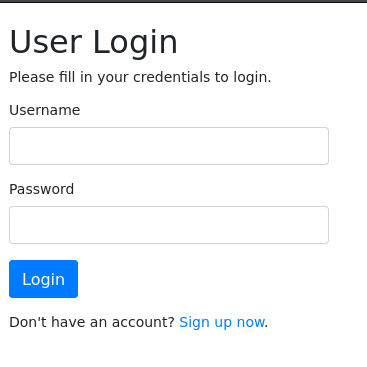 User Login
Please fill in your credentials to login.
Username
Password
Login
Don't have an account? Sign up now.